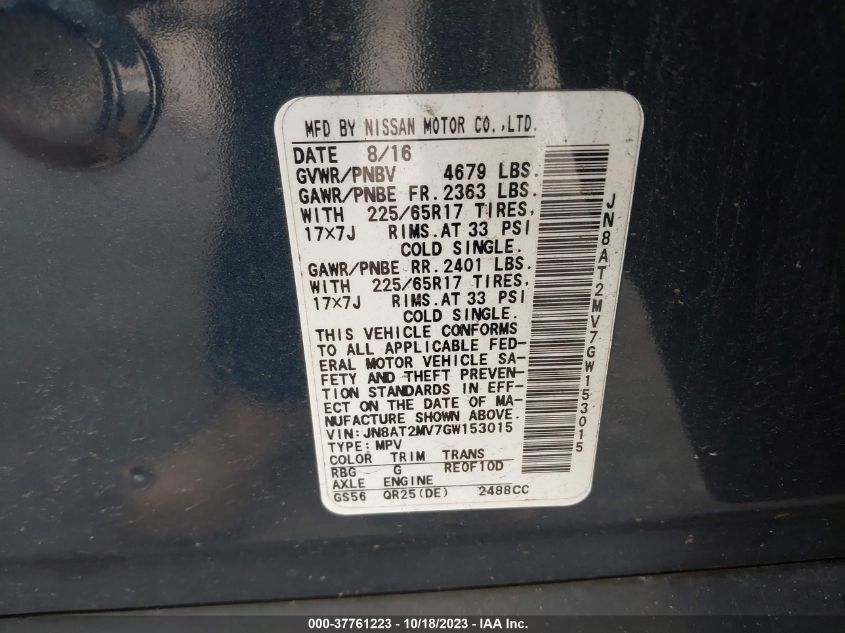 MFD BY NISSAN MOTOR CO.,LTD.
DATE 8/16
GVWR/PNBV 4679 LBS.
GAWR/PNBE FR. 2363 LBS.
WITH 225/65R17 TIRES,
17×7J RIMS.AT 33 PSI
COLD SINGLE.
GAWR/PNBE RR. 2401 LBS.
WITH 225/65R17 TIRES,
17×7J RIMS.AT 33 PSI
COLD SINGLE.
THIS VEHICLE CONFORMS
TO ALL APPLICABLE FED-
ERAL MOTOR VEHICLE SA-
FETY AND THEFT PREVEN-
TION STANDARDS IN EFF-
ECT ON THE DATE OF MA-
NUFACTURE SHOWN ABOVE.
VIN: JN8AT2MV7GW153015
TYPE: MPV
COLOR TRIM TRANS
RBG G RE0F10D
AXLE ENGINE
GS56 QR25(DE) 2488CC
JN8AT2MV7GW153015
000-37761223 - 10/18/2023 - IAA Inc.